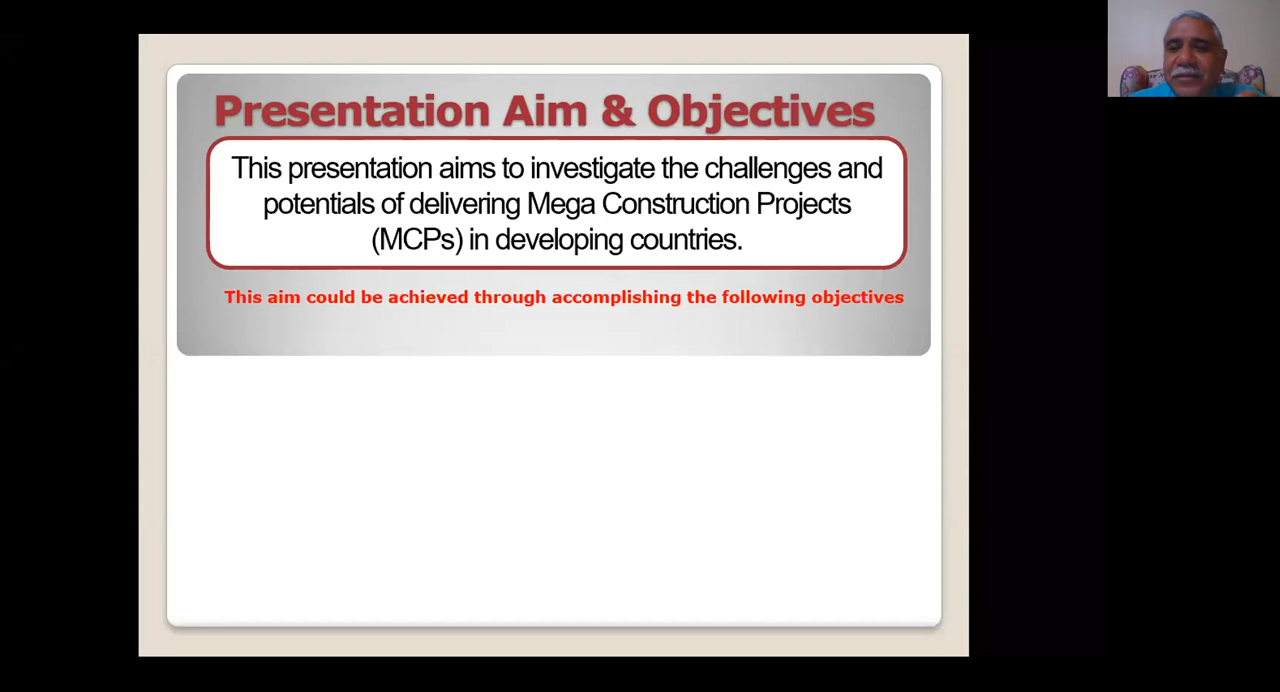 Presentation Aim & Objectives
This presentation aims to investigate the challenges and
potentials of delivering Mega Construction Projects
(MCPs) in developing countries.
This aim could be achieved through accomplishing the following objectives